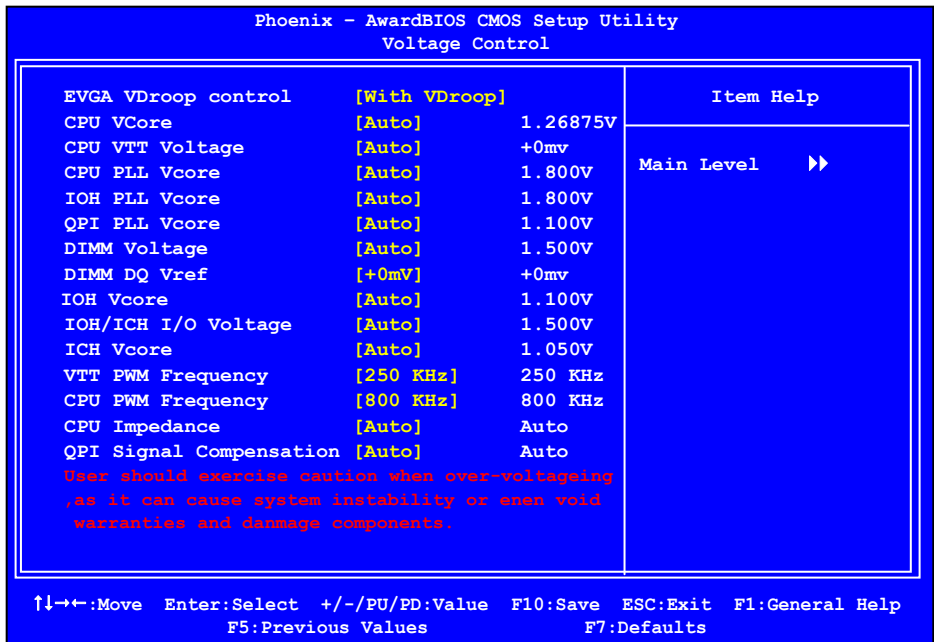 Phoenix - AwardBIOS CMOS Setup Utility
Voltage Control
EVGA VDroop control [With VDroop]
CPU VCore [Auto] 1.26875V
CPU VTT Voltage [Auto] +0mv
CPU PLL Vcore [Auto] 1.800V
IOH PLL Vcore [Auto] 1.800V
QPI PLL Vcore [Auto] 1.100V
DIMM Voltage [Auto] 1.500V
DIMM DQ Vref [+0mV] +0mv
IOH Vcore [Auto] 1.100V
IOH/ICH I/O Voltage [Auto] 1.500V
ICH Vcore [Auto] 1.050V
VTT PWM Frequency [250 KHz] 250 KHz
CPU PWM Frequency [800 KHz] 800 KHz
CPU Impedance [Auto] Auto
QPI Signal Compensation [Auto] Auto
User should exercise caution when over-voltageing
,as it can cause system instability or enen void
warranties and danmage components.
Item Help
Main Level
↑↓→←:Move Enter:Select +/-/PU/PD:Value F10:Save ESC:Exit F1:General Help
F5:Previous Values F7:Defaults